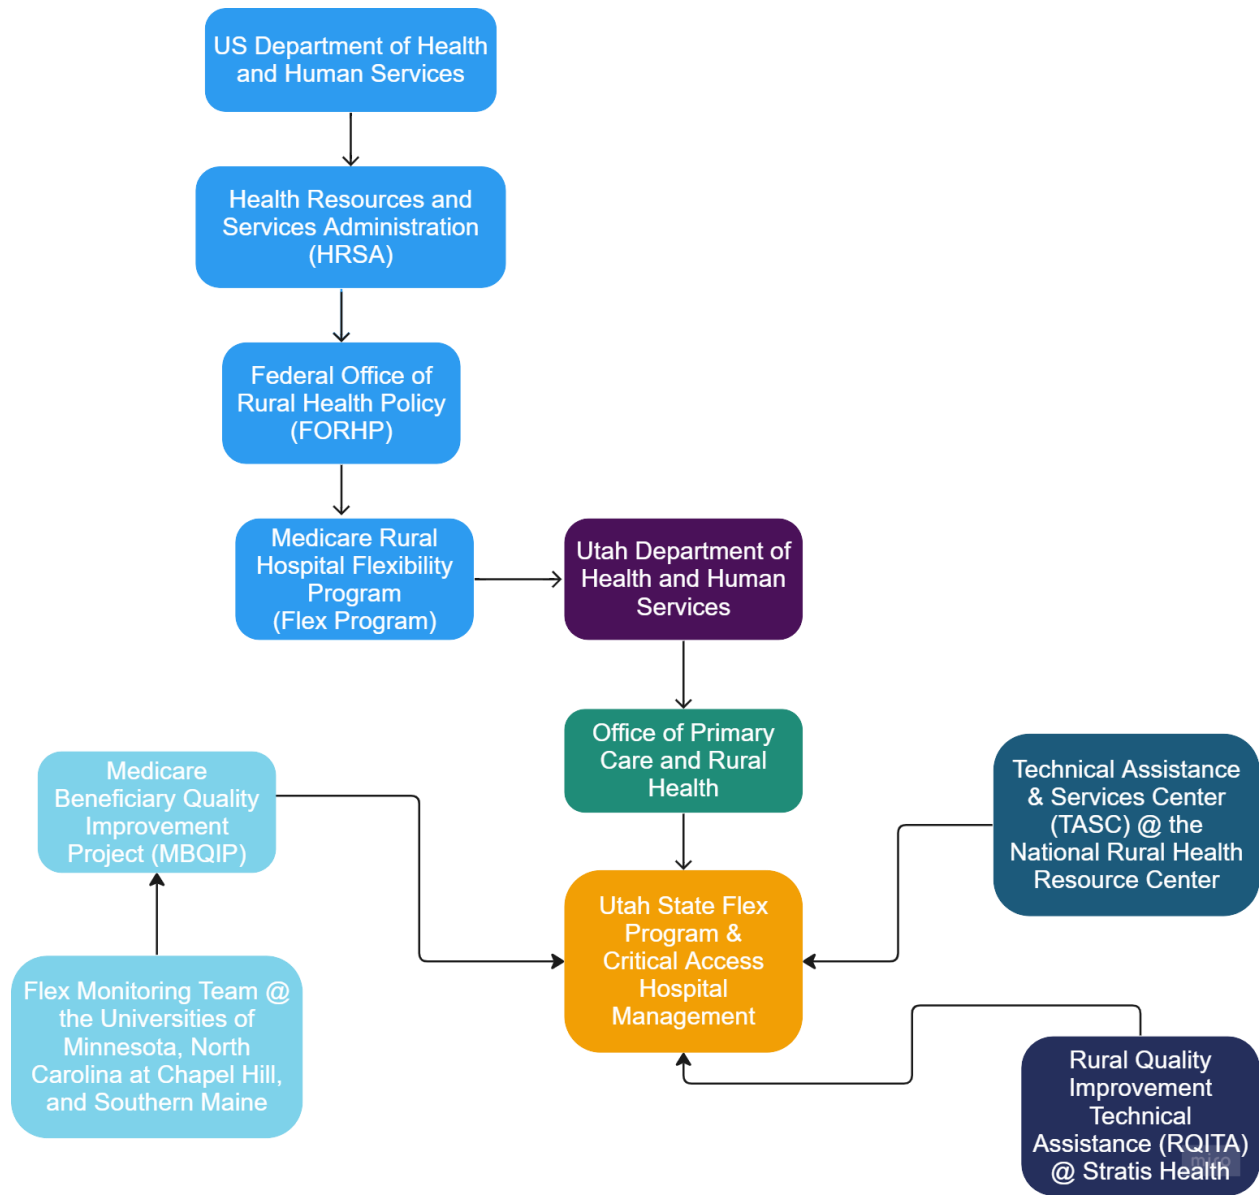 US Department of Health
and Human Services
Health Resources and
Services Administration
(HRSA)
Federal Office of
Rural Health Policy
(FORHP)
Medicare Rural
Hospital Flexibility
Program
(Flex Program)
Utah Department of
Health and Human
Services
Office of Primary
Care and Rural
Health
Medicare
Beneficiary Quality
Improvement
Project (MBQIP)
Technical Assistance
& Services Center
(TASC) @ the
National Rural Health
Resource Center
Utah State Flex
Program &
Critical Access
Hospital
Management
Flex Monitoring Team @
the Universities of
Minnesota, North
Carolina at Chapel Hill,
and Southern Maine
Rural Quality
Improvement
Technical
Assistance (RQITA)
@ Stratis Health
miro